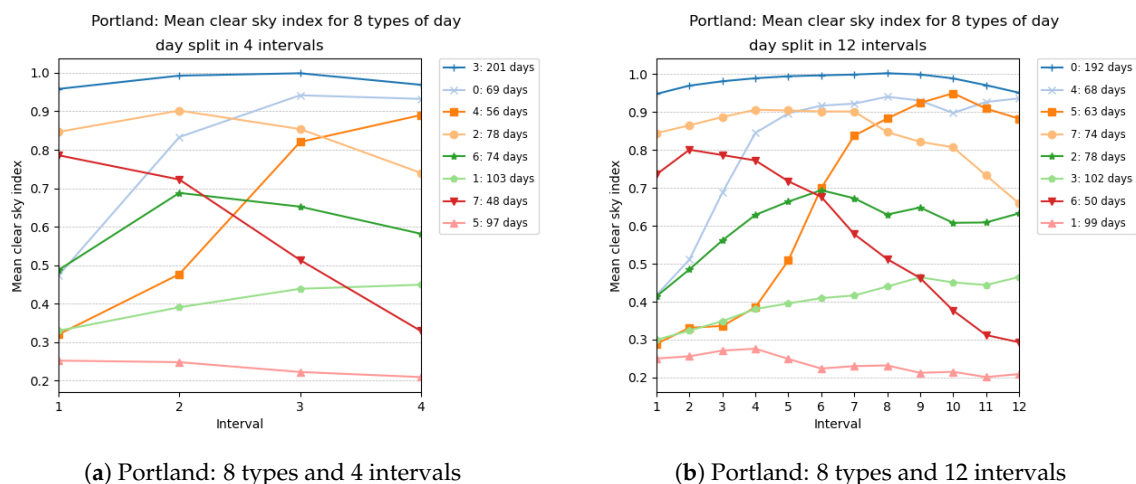 Portland: Mean clear sky index for 8 types of day
day split in 4 intervals
Mean clear sky index
1.0
0.9
0.8
0.7
0.6
0.5
0.4
0.3
0.2
1 2 3 4
Interval
3: 201 days
0: 69 days
4: 56 days
2: 78 days
6: 74 days
1: 103 days
7: 48 days
5: 97 days
(a) Portland: 8 types and 4 intervals
Portland: Mean clear sky index for 8 types of day
day split in 12 intervals
Mean clear sky index
1.0
0.9
0.8
0.7
0.6
0.5
0.4
0.3
0.2
1 2 3 4 5 6 7 8 9 10 11 12
Interval
0: 192 days
4: 68 days
5: 63 days
7: 74 days
2: 78 days
3: 102 days
6: 50 days
1: 99 days
(b) Portland: 8 types and 12 intervals